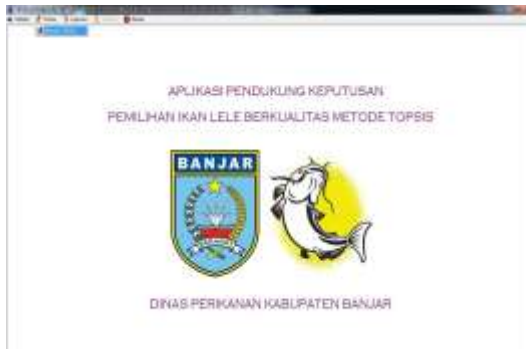 APLIKASI PENDUKUNG KEPUTUSAN
PEMILIHAN IKAN LELE BERKUALITAS METODE TOPSIS
BANJAR
DINAS PERIKANAN KABUPATEN BANJAR